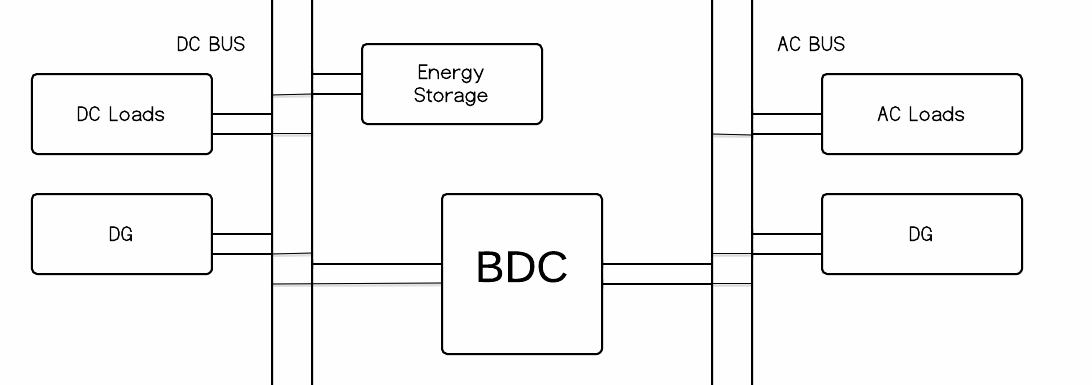 DC BUS
AC BUS
Energy
Storage
DC Loads
AC Loads
DG
BDC
DG